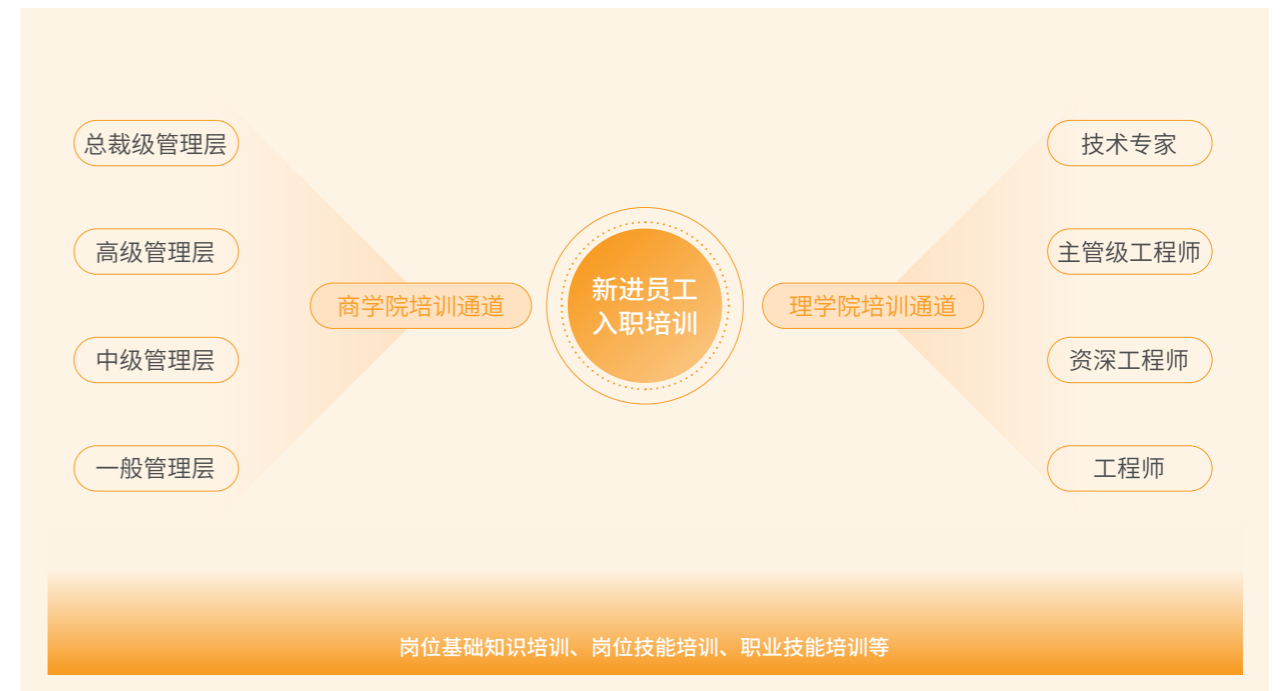 总裁级管理层
高级管理层
中级管理层
一般管理层
商学院培训通道
新进员工
入职培训
理学院培训通道
技术专家
主管级工程师
资深工程师
工程师
岗位基础知识培训、岗位技能培训、职业技能培训等